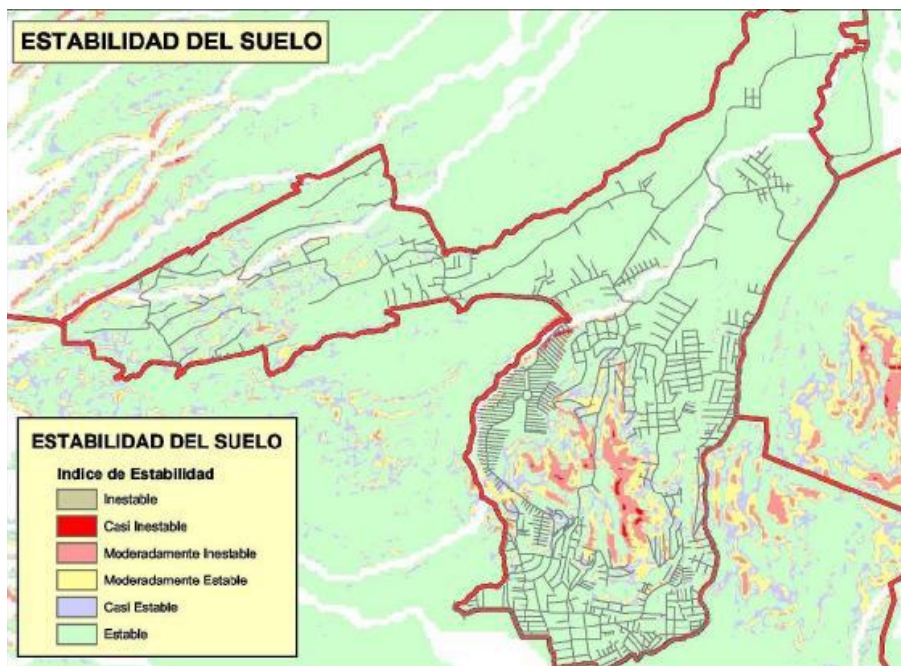 ESTABILIDAD DEL SUELO
ESTABILIDAD DEL SUELO
Indice de Estabilidad
Inestable
Casi Inestable
Moderadamente Inestable
Moderadamente Estable
Casi Estable
Estable